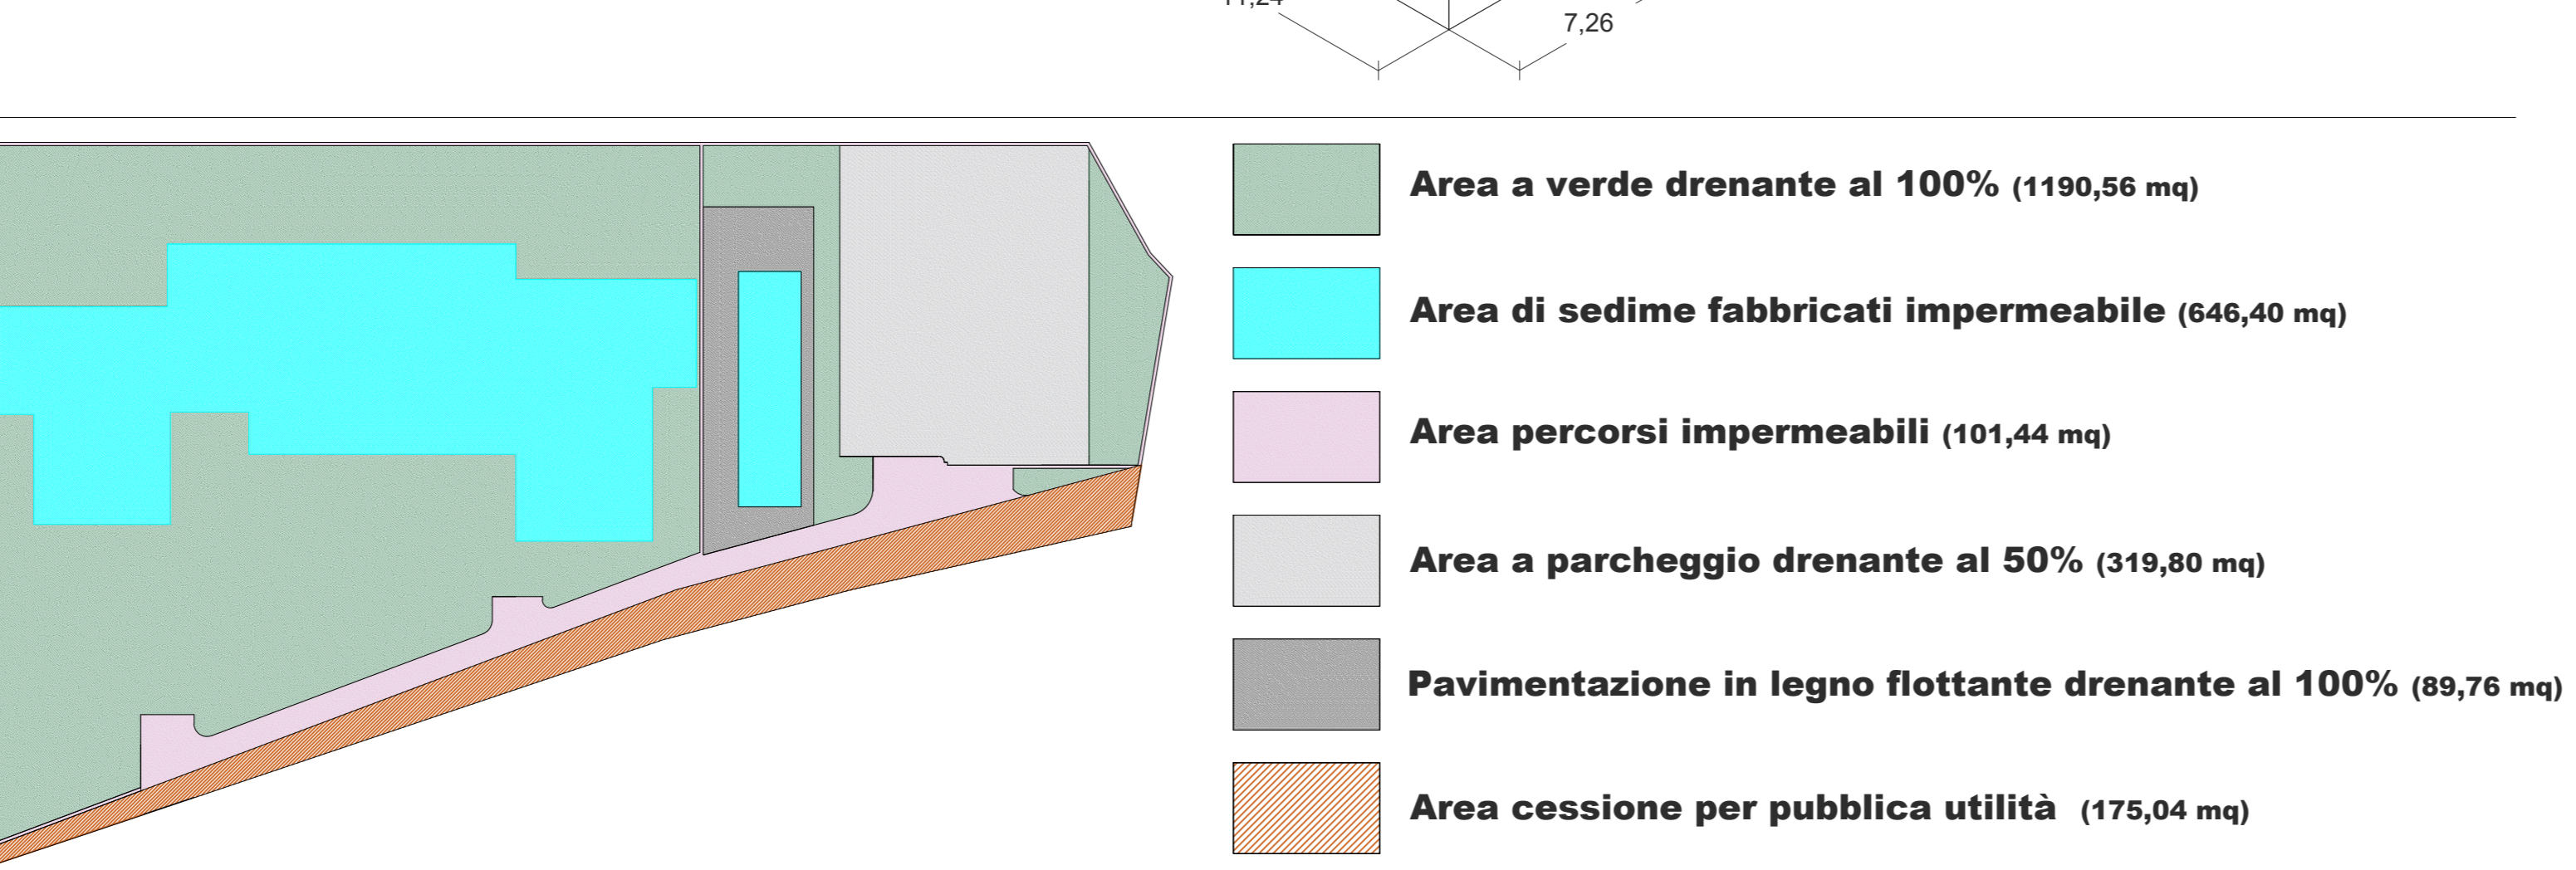 7,26
Area a verde drenante al 100% (1190,56 mq)
Area di sedime fabbricati impermeabile (646,40 mq)
Area percorsi impermeabili (101,44 mq)
Area a parcheggio drenante al 50% (319,80 mq)
Pavimentazione in legno flottante drenante al 100% (89,76 mq)
Area cessione per pubblica utilità (175,04 mq)